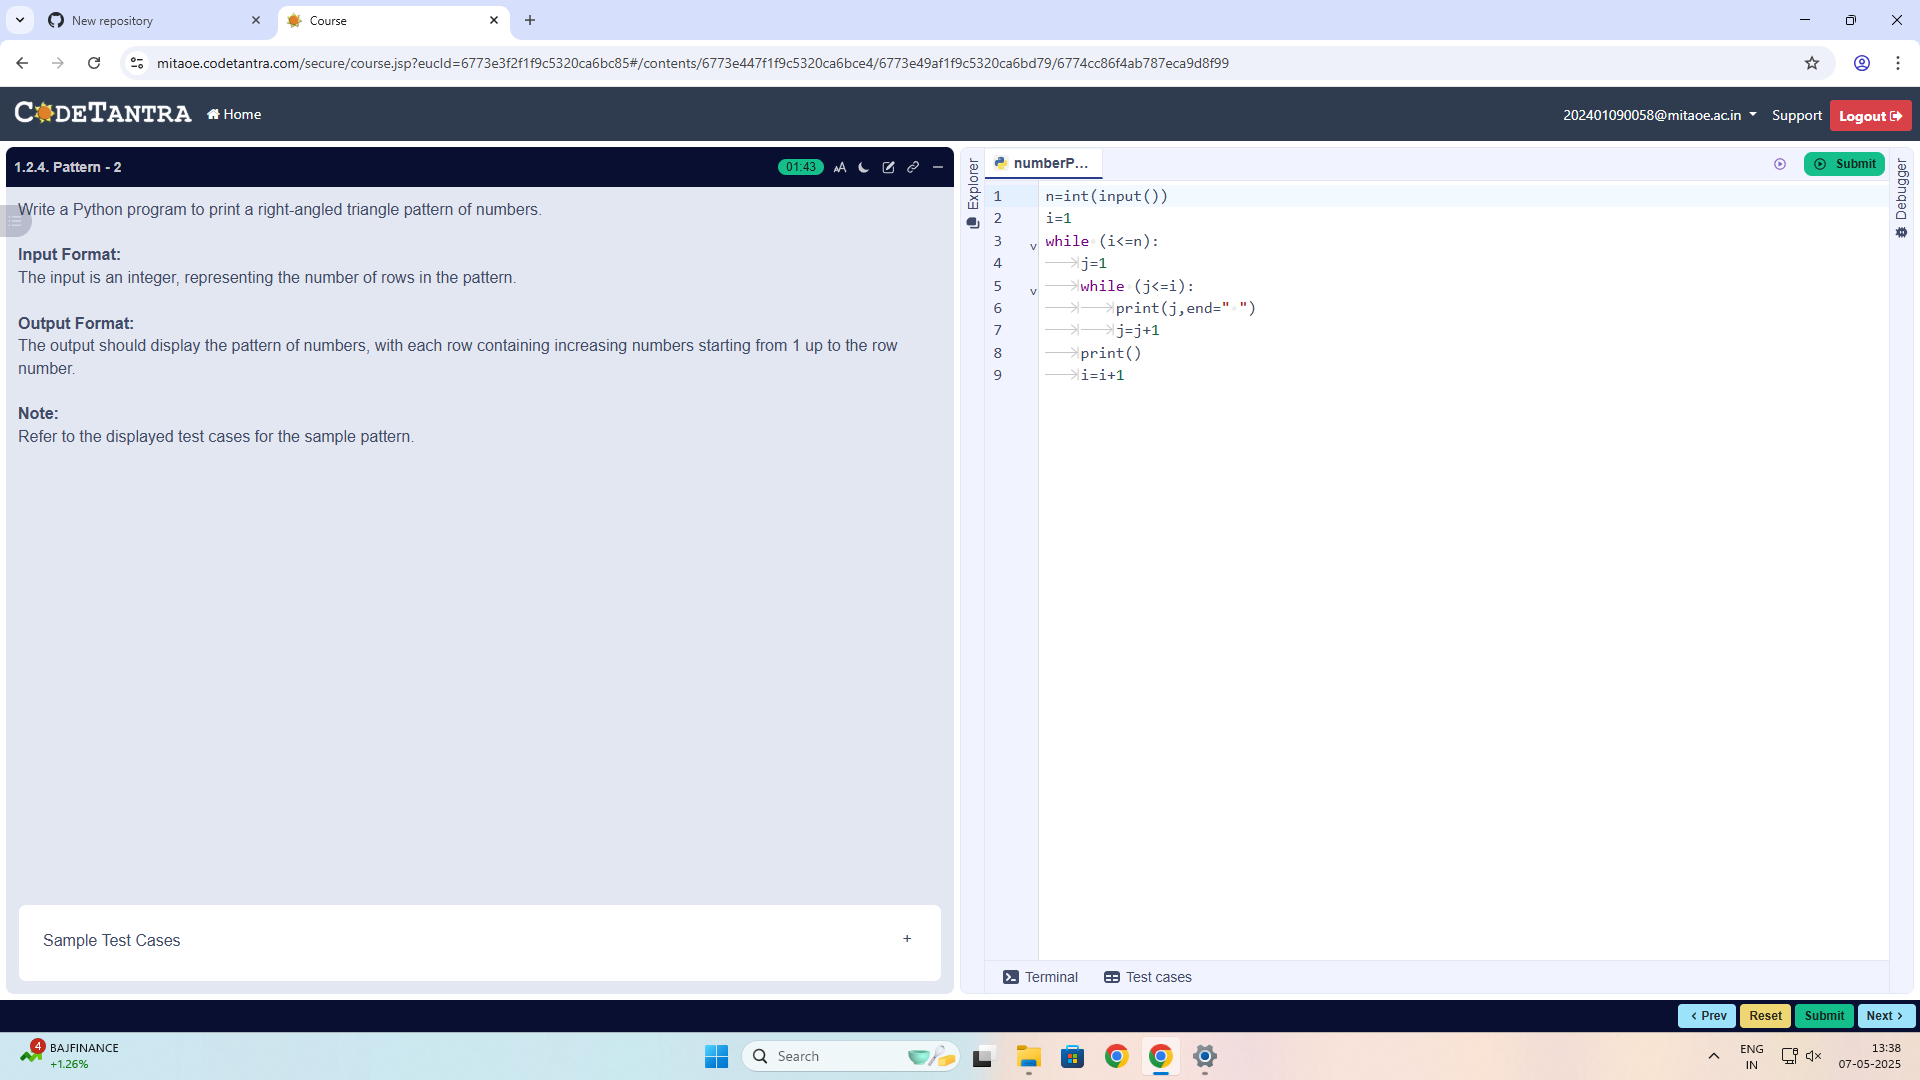 New repository
Course
mitaoe.codetantra.com/secure/course.jsp?eucId=6773e3f2f1f9c5320ca6bc85#/contents/6773e447f1f9c5320ca6bce4/6773e49af1f9c5320ca6bd79/6774cc86f4ab787eca9d8f99
CODETANTRA
Home
202401090058@mitaoe.ac.in
Support
Logout
1.2.4. Pattern - 2
01:43
AA
Write a Python program to print a right-angled triangle pattern of numbers.
Input Format:
The input is an integer, representing the number of rows in the pattern.
Output Format:
The output should display the pattern of numbers, with each row containing increasing numbers starting from 1 up to the row
number.
Note:
Refer to the displayed test cases for the sample pattern.
Sample Test Cases
+
Explorer
numberP...
Submit
Debugger
1 n=int(input())
2 i=1
3 while (i<=n):
4 j=1
5 while (j<=i):
6 print(j,end=" ")
7 j=j+1
8 print()
9 i=i+1
Terminal
Test cases
Prev
Reset
Submit
Next
4
BAJFINANCE
+1.26%
Search
ENG
IN
13:38
07-05-2025